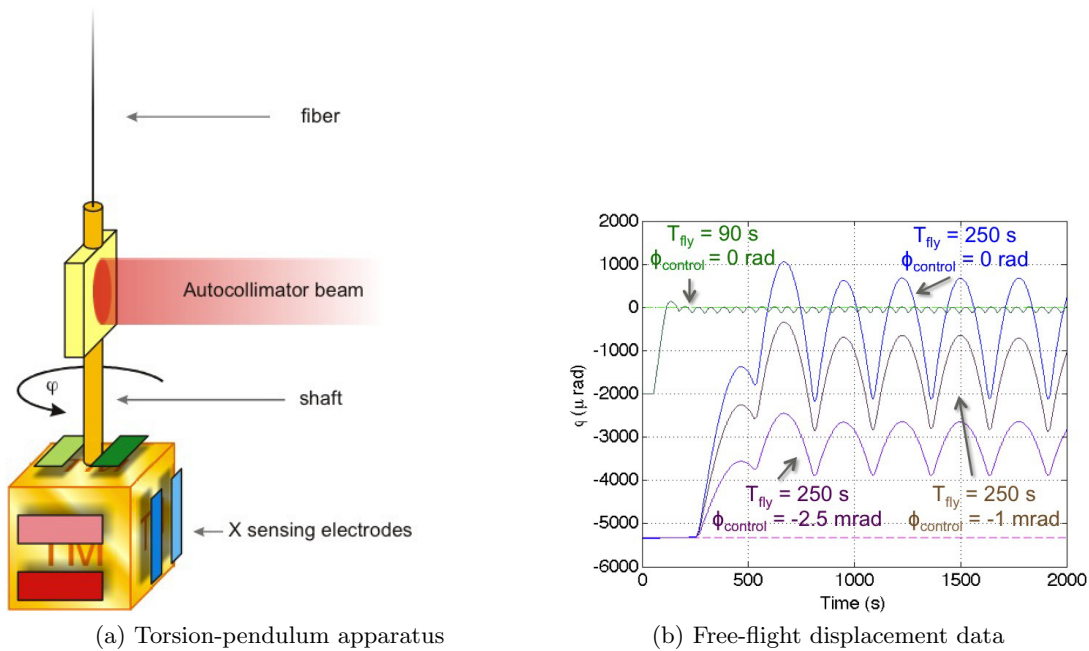 fiber
Autocollimator beam
φ
shaft
X sensing electrodes
TM
(a) Torsion-pendulum apparatus
2000
1000
0
-1000
-2000
-3000
-4000
-5000
-6000
(μ rad)
T_fly = 90 s
ϕ_control = 0 rad
T_fly = 250 s
ϕ_control = 0 rad
T_fly = 250 s
ϕ_control = -2.5 mrad
T_fly = 250 s
ϕ_control = -1 mrad
0
500
1000
1500
2000
Time (s)
(b) Free-flight displacement data